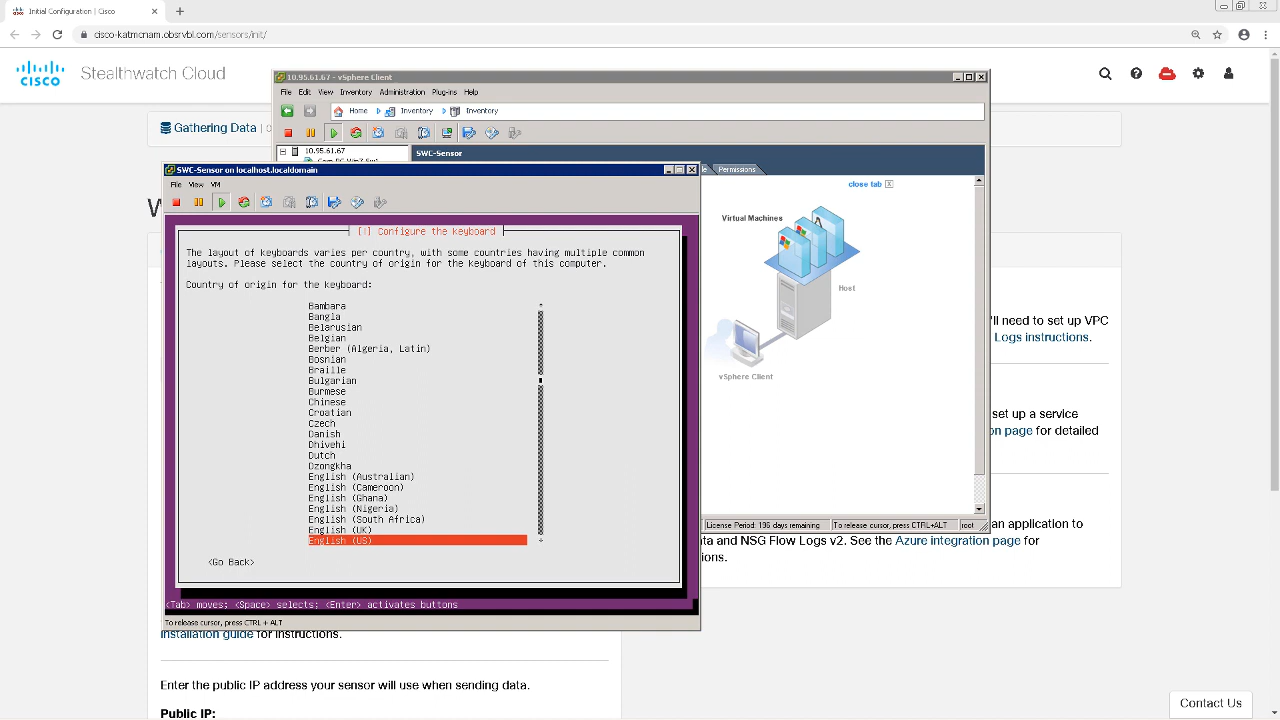 Initial Configuration | Cisco
cisco-katmcnam.obsrvbl.com/sensors/init/
CISCO
Stealthwatch Cloud
Gathering Data
10.95.61.67 - vSphere Client
File Edit View Inventory Administration Plug-ins Help
Home Inventory Inventory
10.95.61.67
SWC-Sensor
Permissions
close tab X
Virtual Machines
Host
vSphere Client
License Period: 196 days remaining
To release cursor, press CTRL+ALT
root
SWC-Sensor on localhost.localdomain
File View VM
[!] Configure the keyboard
The layout of keyboards varies per country, with some countries having multiple common
layouts. Please select the country of origin for the keyboard of this computer.
Country of origin for the keyboard:
Bambara
Bangla
Belarusian
Belgian
Berber (Algeria, Latin)
Bosnian
Braille
Bulgarian
Burmese
Chinese
Croatian
Czech
Danish
Dhivehi
Dutch
Dzongkha
English (Australian)
English (Cameroon)
English (Ghana)
English (Nigeria)
English (South Africa)
English (UK)
English (US)
<Go Back>
<Tab> moves; <Space> selects; <Enter> activates buttons
To release cursor, press CTRL + ALT
'll need to set up VPC
Logs instructions.
set up a service
on page for detailed
an application to
ata and NSG Flow Logs v2. See the Azure integration page for
ions.
installation guide for instructions.
Enter the public IP address your sensor will use when sending data.
Public IP:
Contact Us